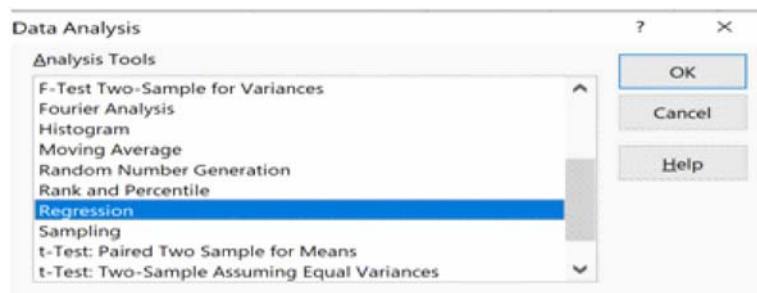 Data Analysis
?
Analysis Tools
F-Test Two-Sample for Variances
Fourier Analysis
Histogram
Moving Average
Random Number Generation
Rank and Percentile
Regression
Sampling
t-Test: Paired Two Sample for Means
t-Test: Two-Sample Assuming Equal Variances
OK
Cancel
Help